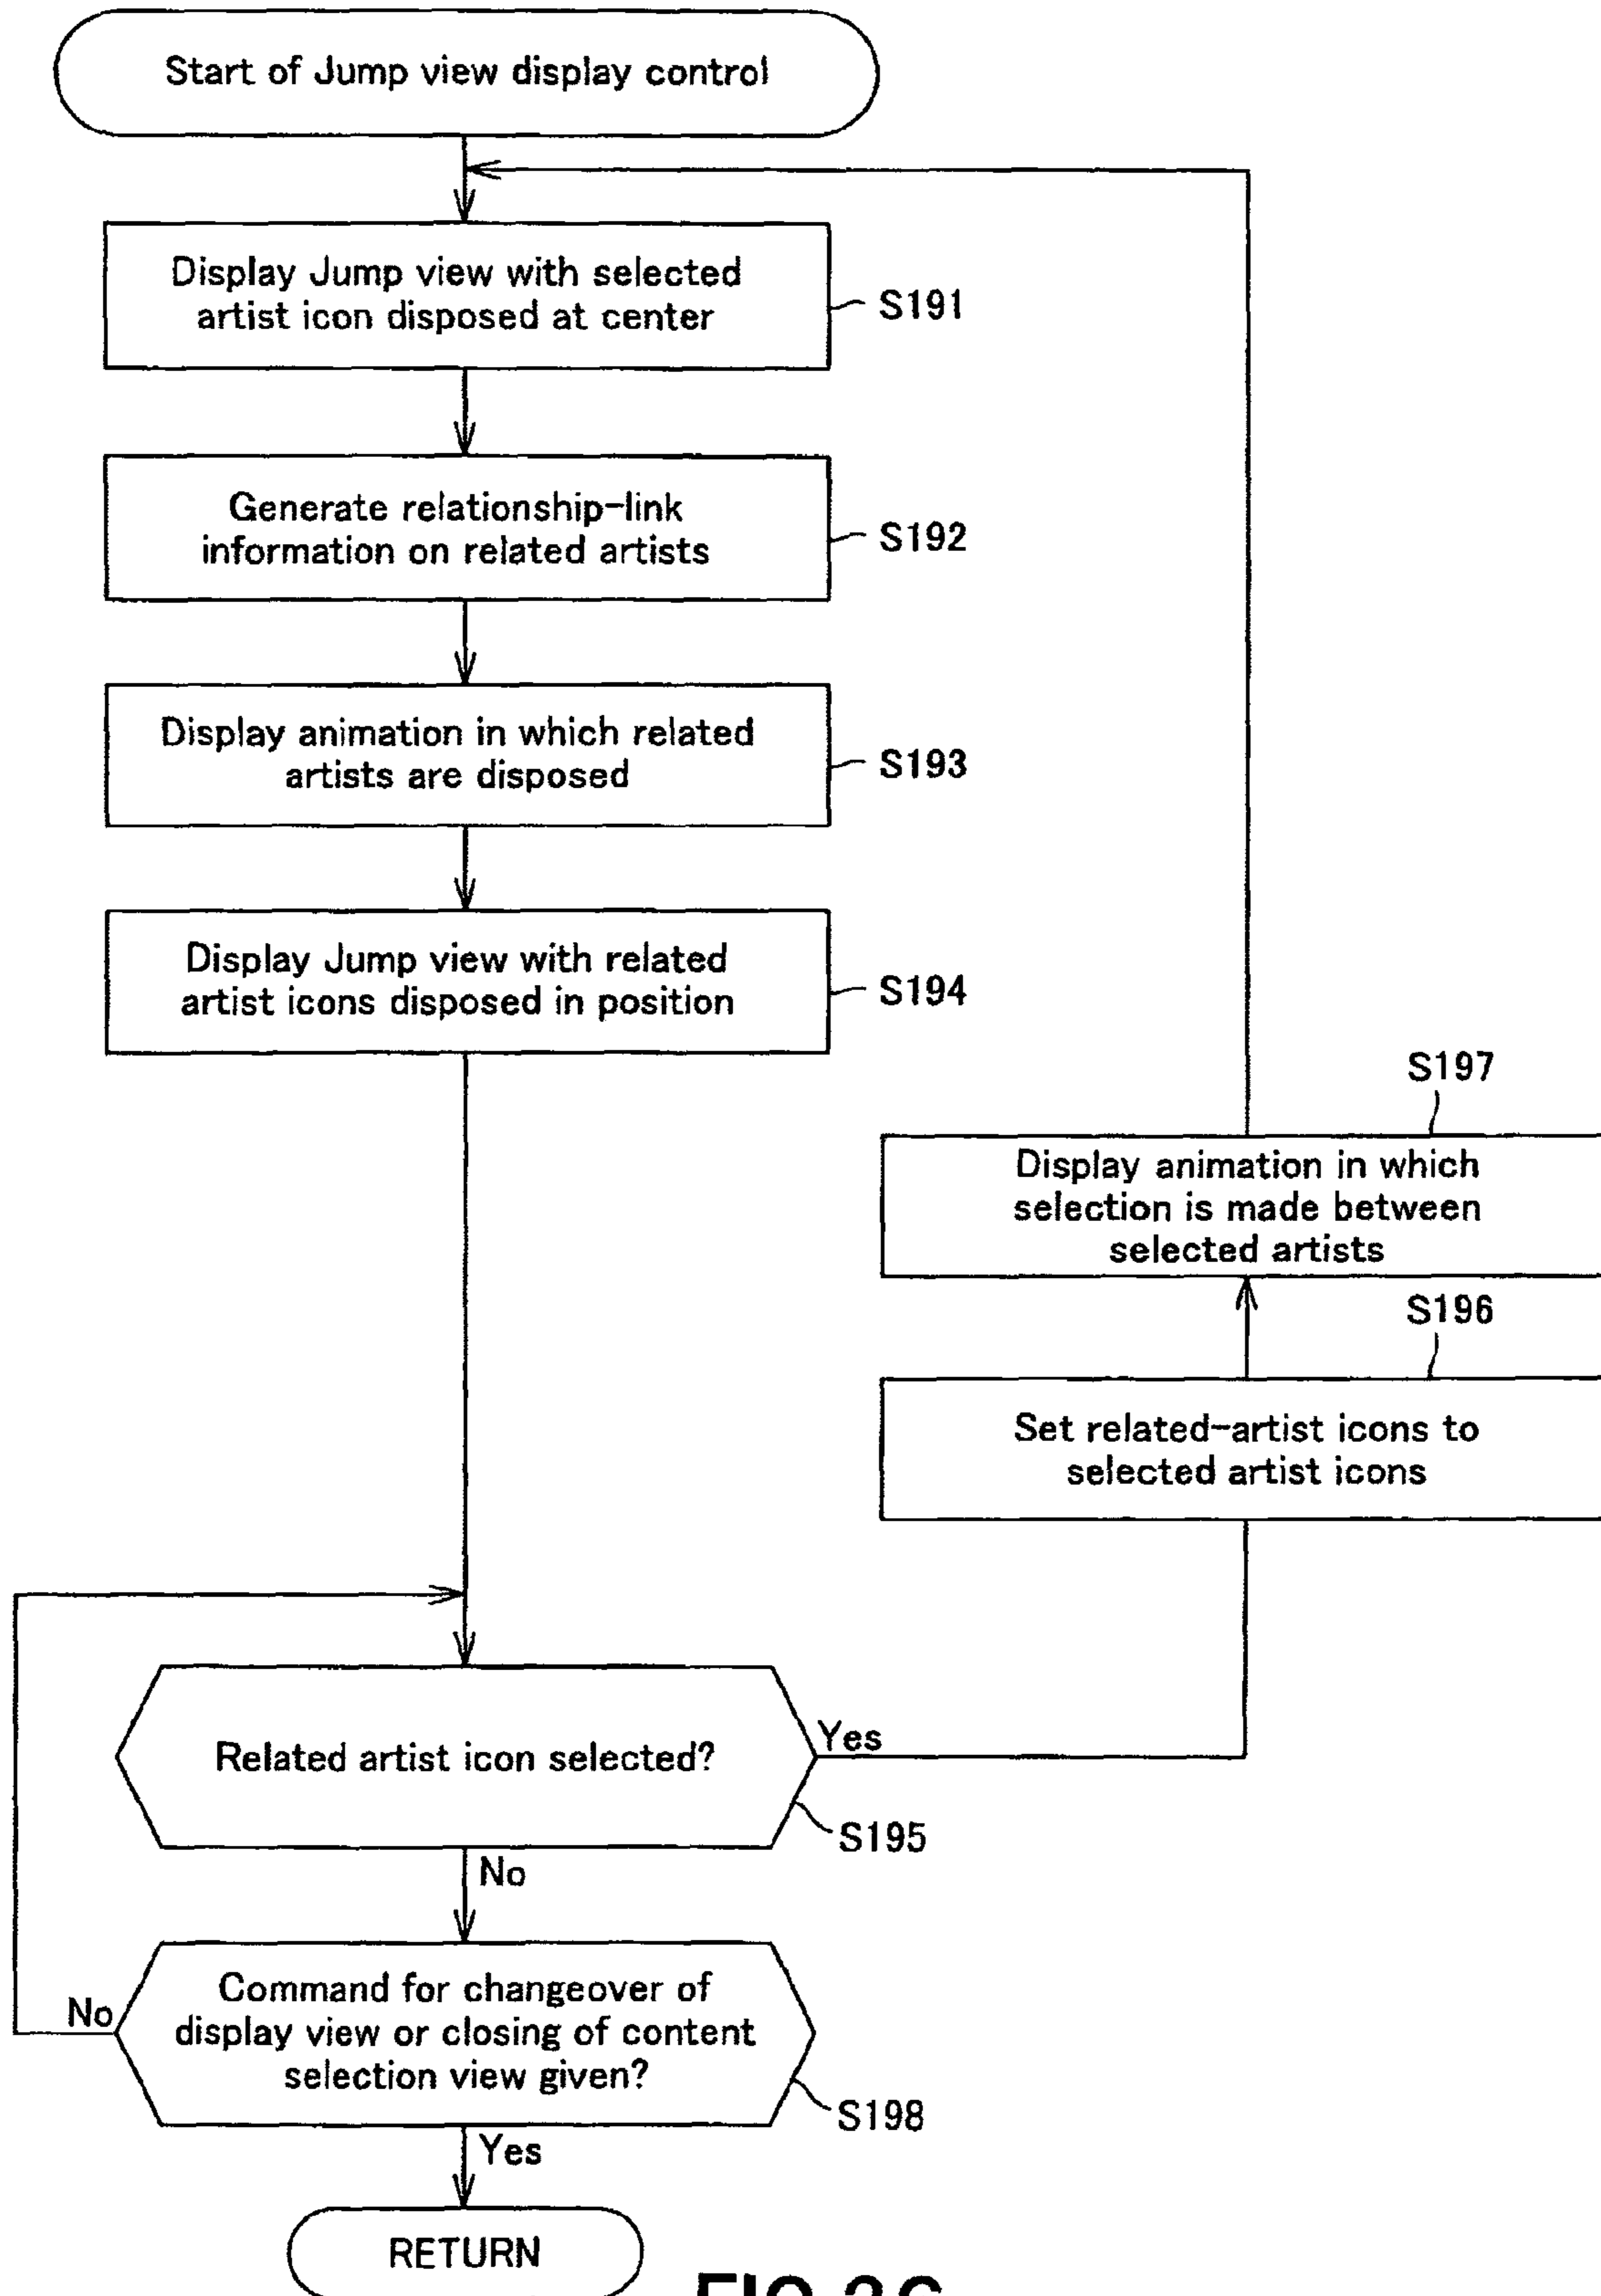 Start of Jump view display control
Display Jump view with selected
artist icon disposed at center
S191
Generate relationship-link
information on related artists
S192
Display animation in which related
artists are disposed
S193
Display Jump view with related
artist icons disposed in position
S194
S197
Display animation in which
selection is made between
selected artists
S196
Set related-artist icons to
selected artist icons
Related artist icon selected?
Yes
S195
No
Command for changeover of
display view or closing of content
selection view given?
No
S198
Yes
RETURN